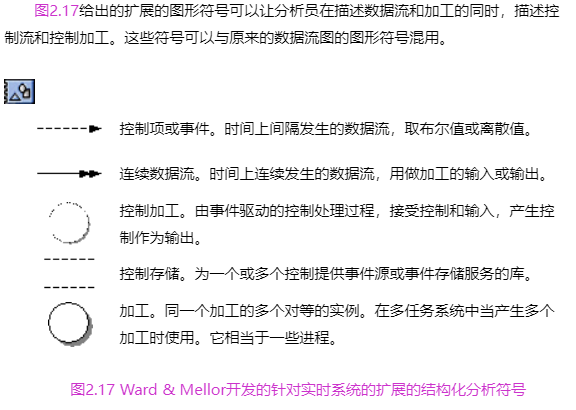 图2.17给出的扩展的图形符号可以让分析员在描述数据流和加工的同时，描述控
制流和控制加工。这些符号可以与原来的数据流图的图形符号混用。
控制项或事件。时间上间隔发生的数据流，取布尔值或离散值。
连续数据流。时间上连续发生的数据流，用做加工的输入或输出。
控制加工。由事件驱动的控制处理过程，接受控制和输入，产生控
制作为输出。
控制存储。为一个或多个控制提供事件源或事件存储服务的库。
加工。同一个加工的多个对等的实例。在多任务系统中当产生多个
加工时使用。它相当于一些进程。
图2.17 Ward & Mellor开发的针对实时系统的扩展的结构化分析符号